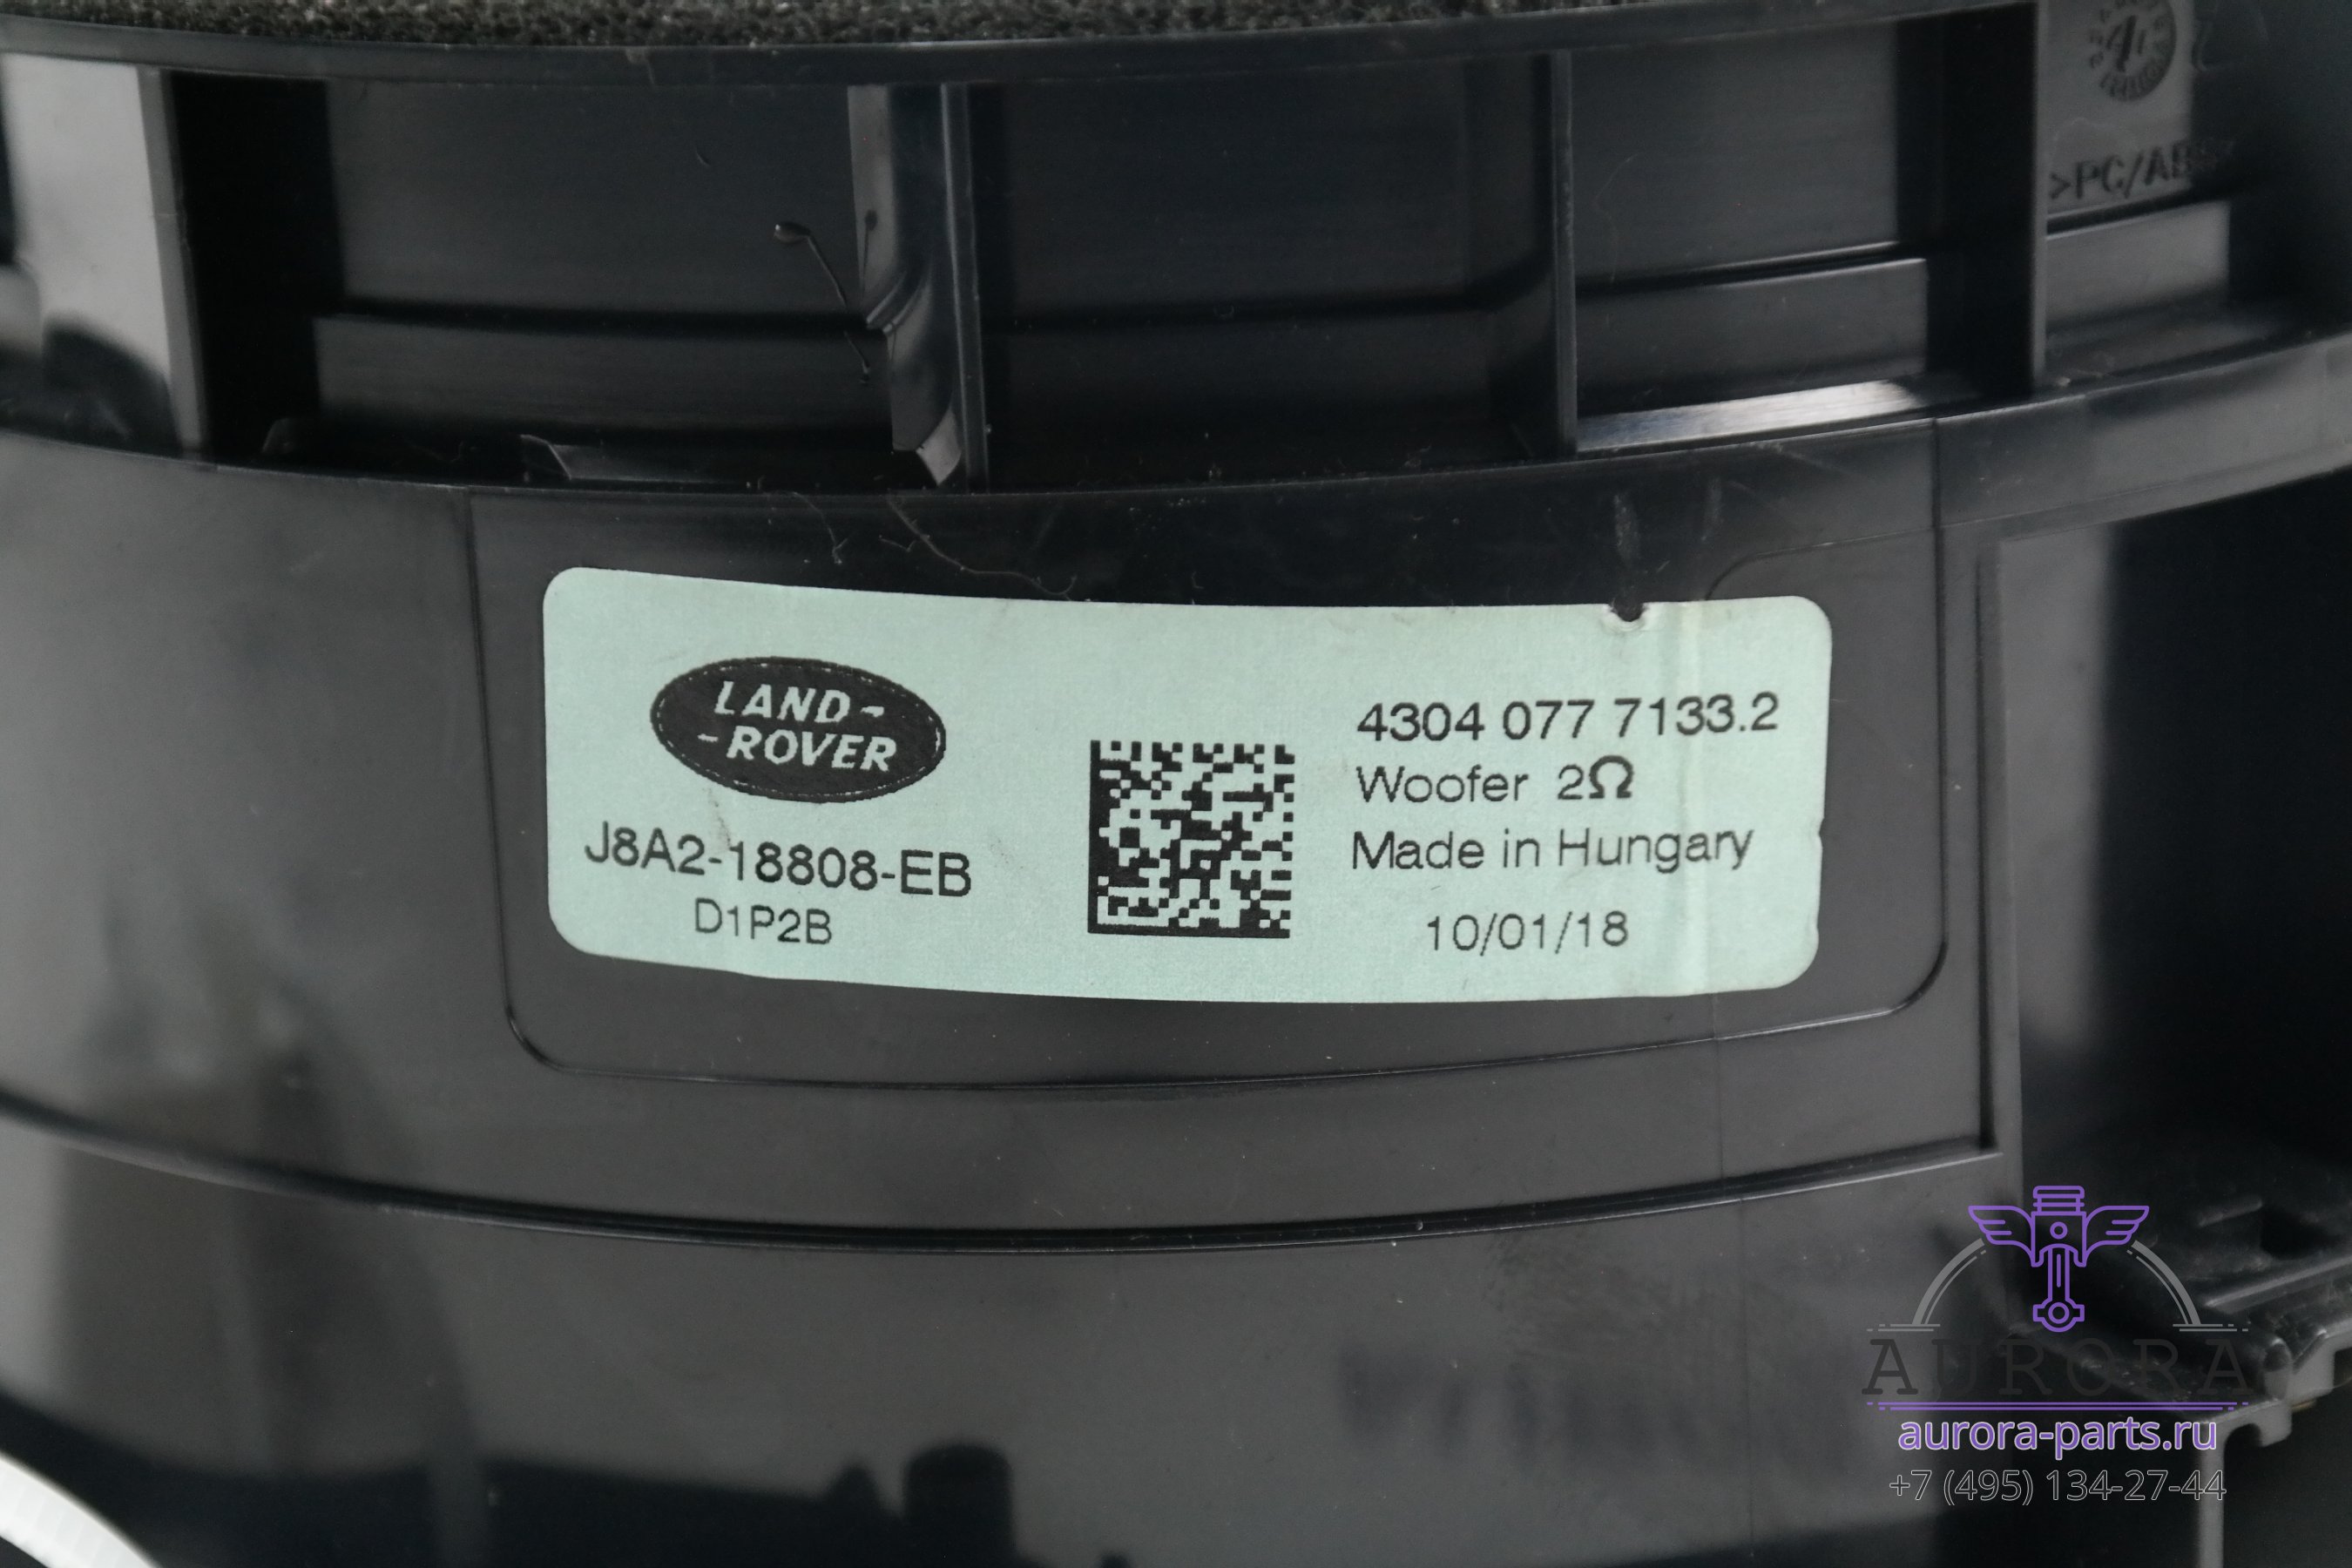 4
>PC/ABS
LAND-
-ROVER
J8A2-18808-EB
D1P2B
4304 077 7133.2
Woofer 2Ω
Made in Hungary
10/01/18
AURORA
aurora-parts.ru
+7 (495) 134-27-44